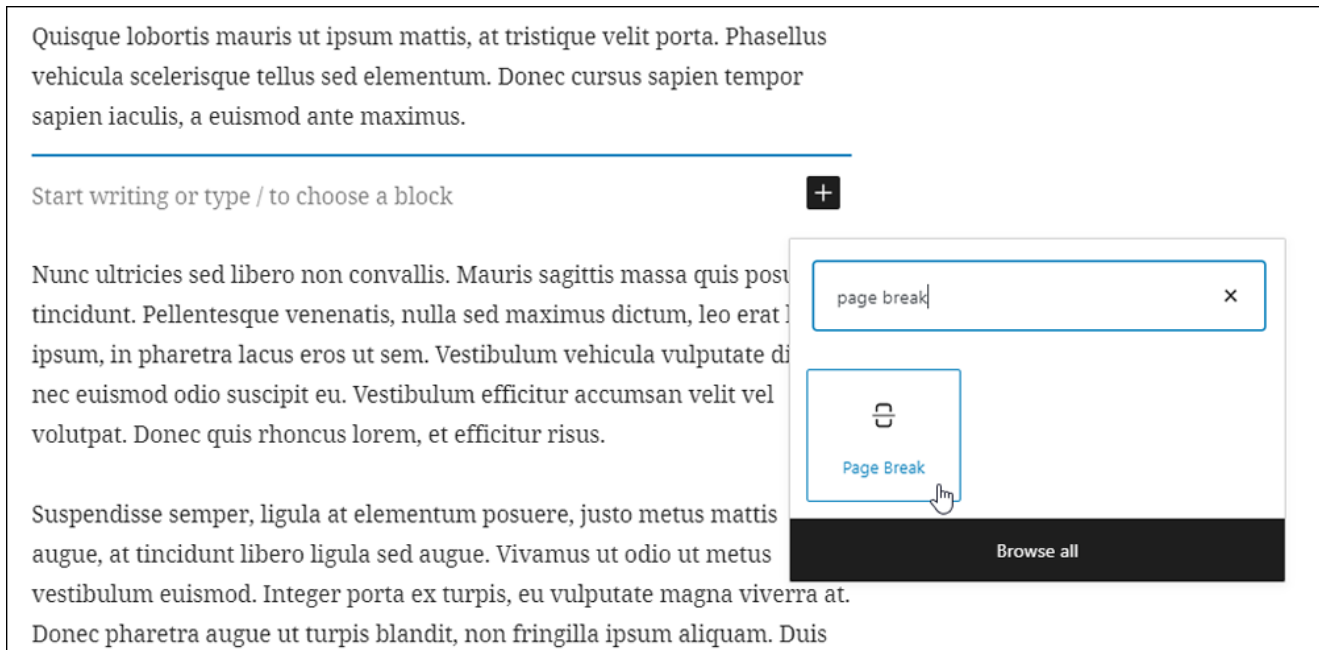 Quisque lobortis mauris ut ipsum mattis, at tristique velit porta. Phasellus
vehicula scelerisque tellus sed elementum. Donec cursus sapien tempor
sapien iaculis, a euismod ante maximus.
Start writing or type / to choose a block
Nunc ultricies sed libero non convallis. Mauris sagittis massa quis
tincidunt. Pellentesque venenatis, nulla sed maximus dictum, leo erat
ipsum, in pharetra lacus eros ut sem. Vestibulum vehicula vulputate
nec euismod odio suscipit eu. Vestibulum efficitur accumsan velit vel
volutpat. Donec quis rhoncus lorem, et efficitur risus.
Suspendisse semper, ligula at elementum posuere, justo metus mattis
augue, at tincidunt libero ligula sed augue. Vivamus ut odio ut metus
vestibulum euismod. Integer porta ex turpis, eu vulputate magna viverra at.
Donec pharetra augue ut turpis blandit, non fringilla ipsum aliquam. Duis
page break
Page Break
Browse all